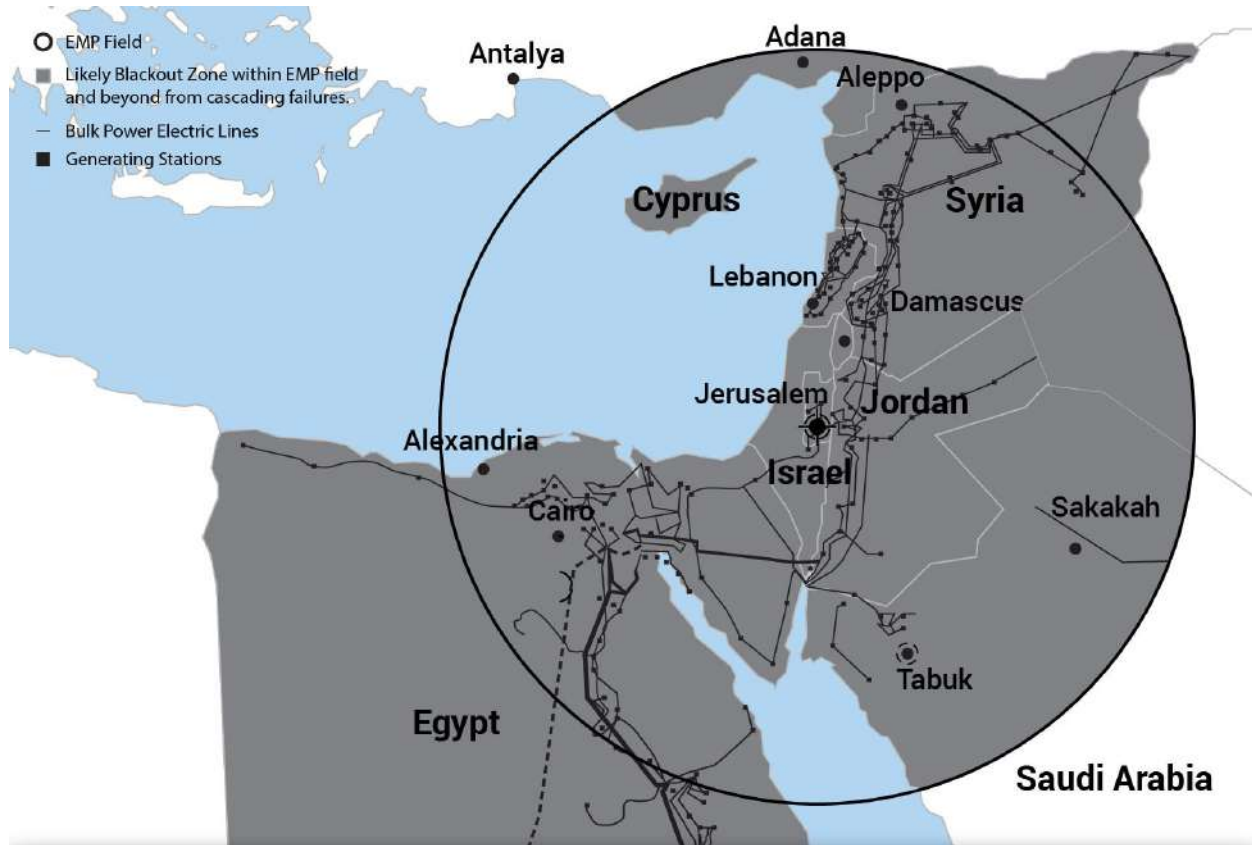 EMP Field
Likely Blackout Zone within EMP field
and beyond from cascading failures.
Bulk Power Electric Lines
Generating Stations
Antalya
Adana
Aleppo
Cyprus
Syria
Lebanon
Damascus
Jerusalem
Jordan
Alexandria
Israel
Cairo
Sakakah
Tabuk
Egypt
Saudi Arabia